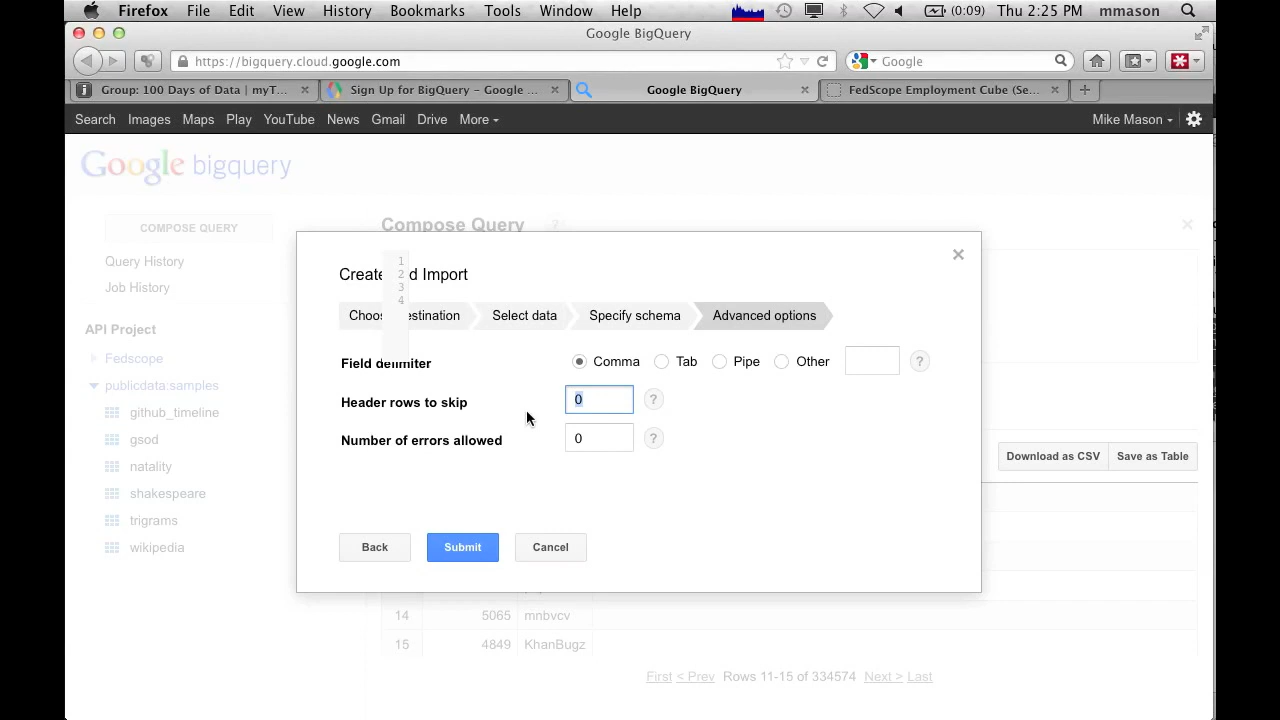 Firefox File Edit View History Bookmarks Tools Window Help (0:09) Thu 2:25 PM mmason
Google BigQuery
https://bigquery.cloud.google.com Google
Group: 100 Days of Data | myT... Sign Up for BigQuery – Google ... Google BigQuery FedScope Employment Cube (Se...
Search Images Maps Play YouTube News Gmail Drive More Mike Mason
Google bigquery
COMPOSE QUERY
Query History
Job History
API Project
Fedscope
publicdata:samples
github_timeline
gsod
natality
shakespeare
trigrams
wikipedia
Compose Query ?
1
2
3
4
Create d Import
Choos estination Select data Specify schema Advanced options
Field delimiter Comma Tab Pipe Other ?
Header rows to skip 0 ?
Number of errors allowed 0 ?
Back Submit Cancel
Download as CSV Save as Table
14 5065 mnbvcv
15 4849 KhanBugz
First < Prev Rows 11-15 of 334574 Next > Last